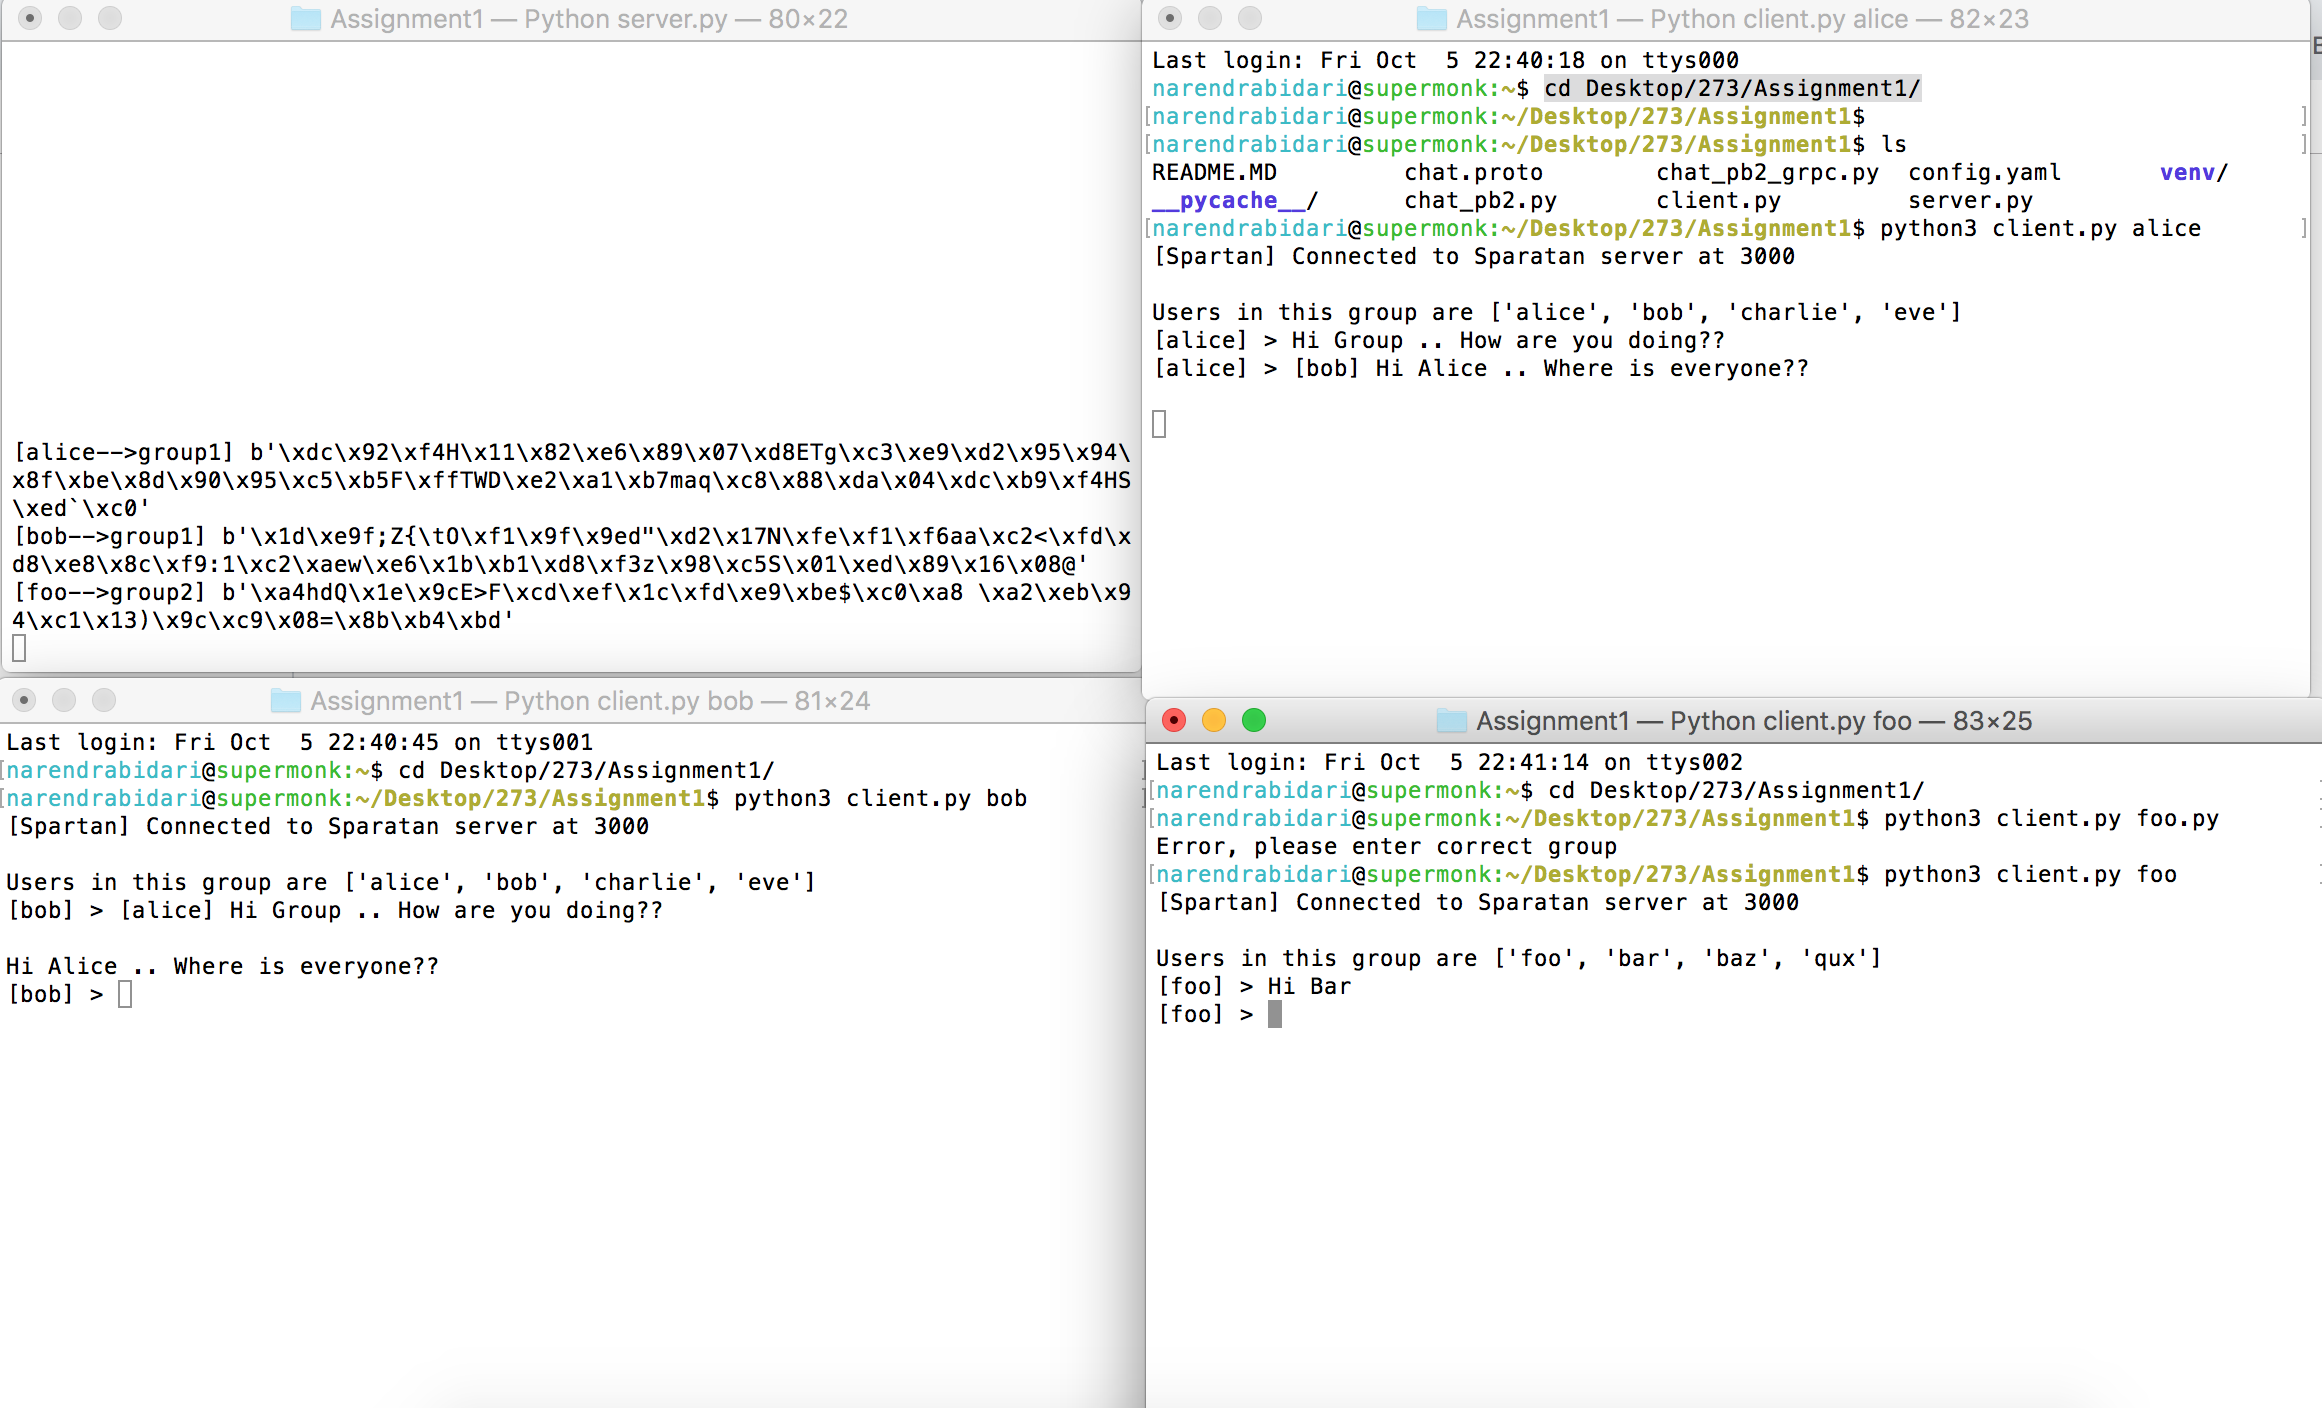 Assignment1 — Python server.py — 80×22
[alice-->group1] b'\xdc\x92\xf4H\x11\x82\xe6\x89\x07\xd8ETg\xc3\xe9\xd2\x95\x94\
x8f\xbe\x8d\x90\x95\xc5\xb5F\xffTWD\xe2\xa1\xb7maq\xc8\x88\xda\x04\xdc\xb9\xf4HS
\xed`\xc0'
[bob-->group1] b'\x1d\xe9f;Z{\tO\xf1\x9f\x9ed"\xd2\x17N\xfe\xf1\xf6aa\xc2<\xfd\x
d8\xe8\x8c\xf9:1\xc2\xaew\xe6\x1b\xb1\xd8\xf3z\x98\xc5S\x01\xed\x89\x16\x08@'
[foo-->group2] b'\xa4hdQ\x1e\x9cE>F\xcd\xef\x1c\xfd\xe9\xbe$\xc0\xa8 \xa2\xeb\x9
4\xc1\x13)\x9c\xc9\x08=\x8b\xb4\xbd'
Assignment1 — Python client.py alice — 82×23
Last login: Fri Oct  5 22:40:18 on ttys000
narendrabidari@supermonk:~$ cd Desktop/273/Assignment1/
[narendrabidari@supermonk:~/Desktop/273/Assignment1$ ]
[narendrabidari@supermonk:~/Desktop/273/Assignment1$ ls ]
README.MD chat.proto chat_pb2_grpc.py config.yaml venv/
__pycache__/ chat_pb2.py client.py server.py
[narendrabidari@supermonk:~/Desktop/273/Assignment1$ python3 client.py alice ]
[Spartan] Connected to Sparatan server at 3000
Users in this group are ['alice', 'bob', 'charlie', 'eve']
[alice] > Hi Group .. How are you doing??
[alice] > [bob] Hi Alice .. Where is everyone??
Assignment1 — Python client.py bob — 81×24
Last login: Fri Oct  5 22:40:45 on ttys001
[narendrabidari@supermonk:~$ cd Desktop/273/Assignment1/ ]
[narendrabidari@supermonk:~/Desktop/273/Assignment1$ python3 client.py bob ]
[Spartan] Connected to Sparatan server at 3000
Users in this group are ['alice', 'bob', 'charlie', 'eve']
[bob] > [alice] Hi Group .. How are you doing??
Hi Alice .. Where is everyone??
[bob] >
Assignment1 — Python client.py foo — 83×25
Last login: Fri Oct  5 22:41:14 on ttys002
[narendrabidari@supermonk:~$ cd Desktop/273/Assignment1/
[narendrabidari@supermonk:~/Desktop/273/Assignment1$ python3 client.py foo.py
Error, please enter correct group
[narendrabidari@supermonk:~/Desktop/273/Assignment1$ python3 client.py foo
[Spartan] Connected to Sparatan server at 3000
Users in this group are ['foo', 'bar', 'baz', 'qux']
[foo] > Hi Bar
[foo] >